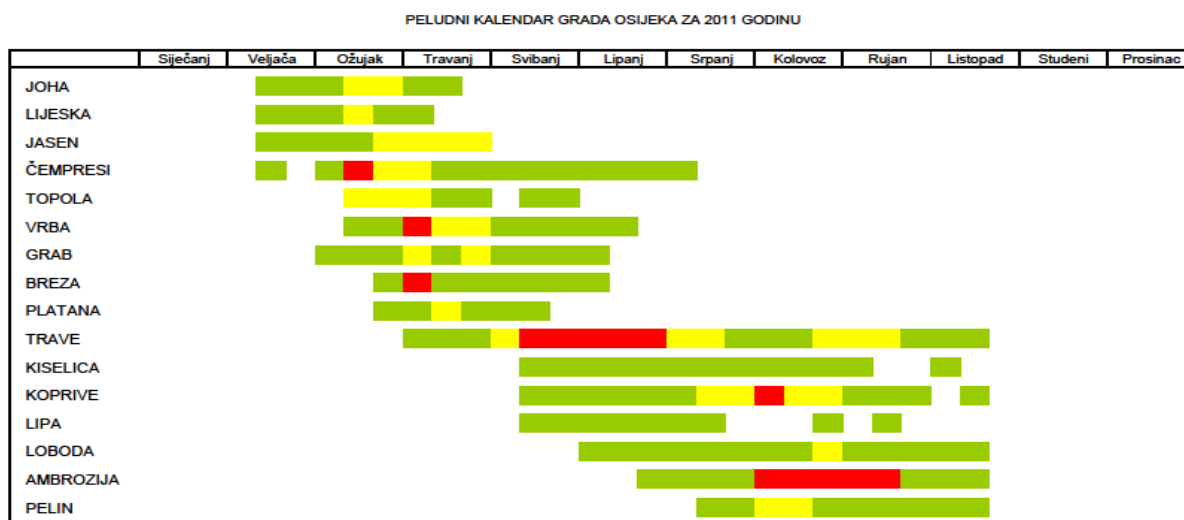 PELUDNI KALENDAR GRADA OSIJEKA ZA 2011 GODINU
Siječanj Veljača Ožujak Travanj Svibanj Lipanj Srpanj Kolovoz Rujan Listopad Studeni Prosinac
JOHA
LIJESKA
JASEN
ČEMPRESI
TOPOLA
VRBA
GRAB
BREZA
PLATANA
TRAVE
KISELICA
KOPRIVE
LIPA
LOBODA
AMBROZIJA
PELIN